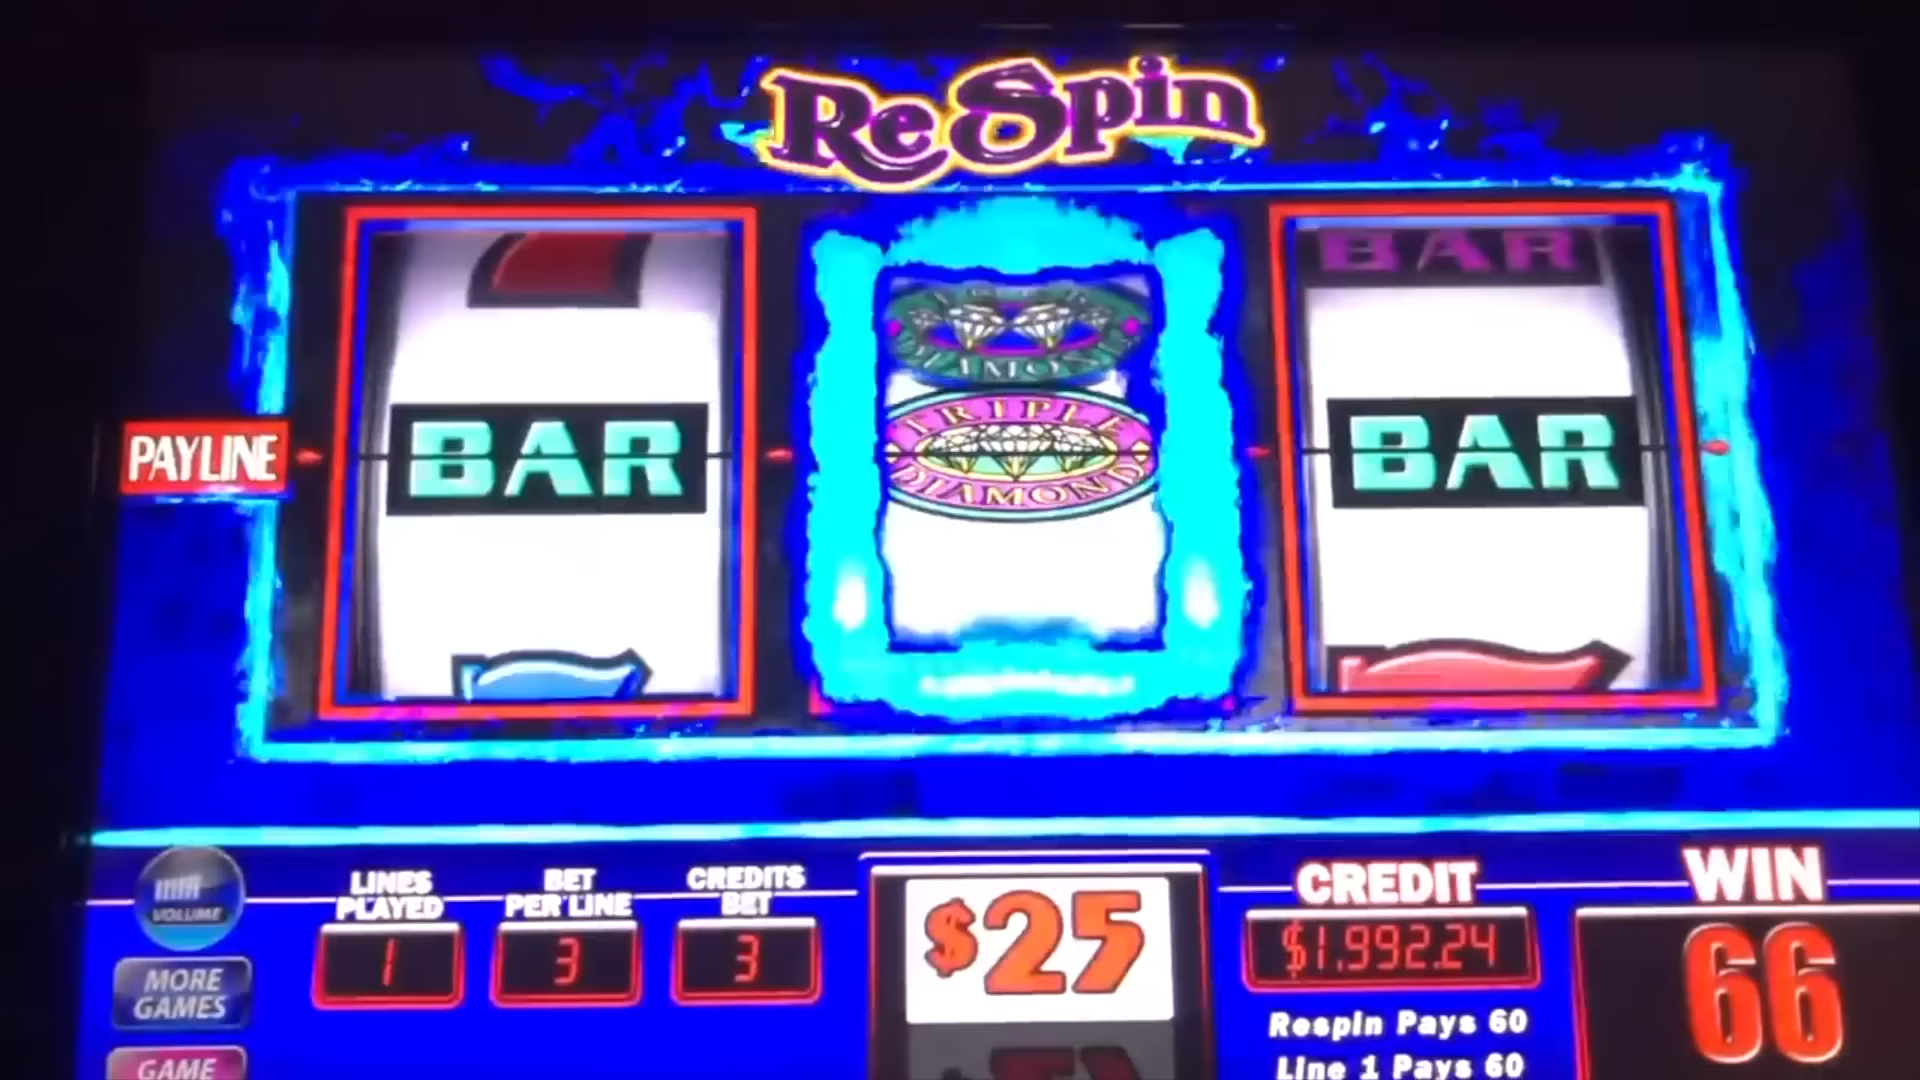 ReSpin
BAR
DIAMOND
PAYLINE
BAR
TRIPLE
DIAMOND
BAR
VOLUME
MORE
GAMES
GAME
LINES
PLAYED
1
BET
PER LINE
3
CREDITS
BET
3
$25
CREDIT
$1,992.24
Respin Pays 60
Line 1 Pays 60
WIN
66